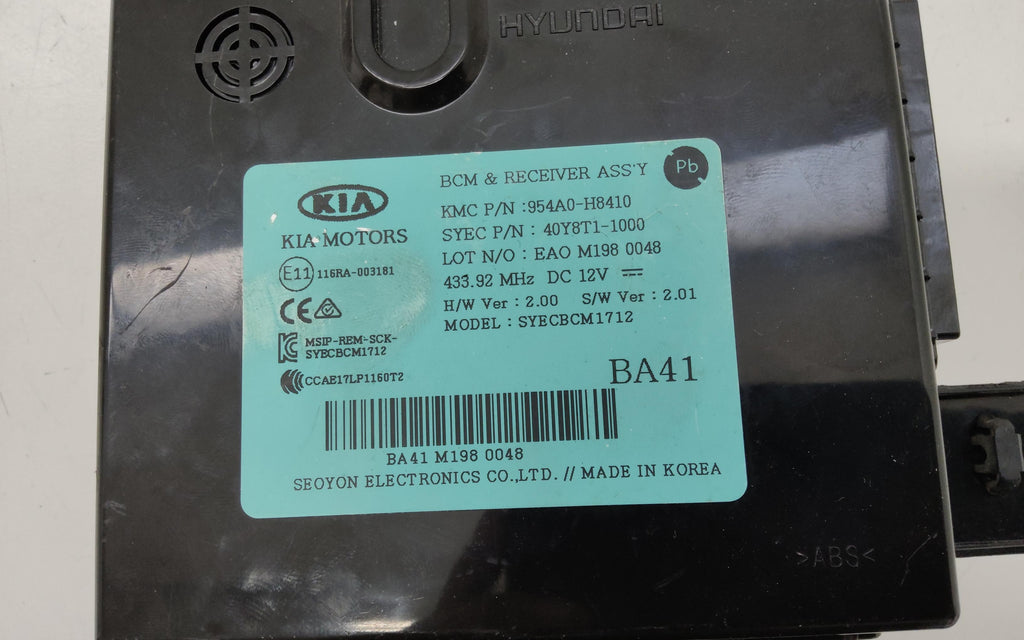 HYUNDAI
BCM & RECEIVER ASS'Y
Pb
KIA
KIA MOTORS
KMC P/N :954A0-H8410
SYEC P/N : 40Y8T1-1000
LOT N/O : EAO M198 0048
E11 116RA-003181
433.92 MHz DC 12V
H/W Ver : 2.00 S/W Ver : 2.01
MODEL : SYECBCM1712
CE
MSIP-REM-SCK-
SYECBCM1712
CCAE17LP1160T2
BA41
BA41 M198 0048
SEOYON ELECTRONICS CO.,LTD. // MADE IN KOREA
>ABS<